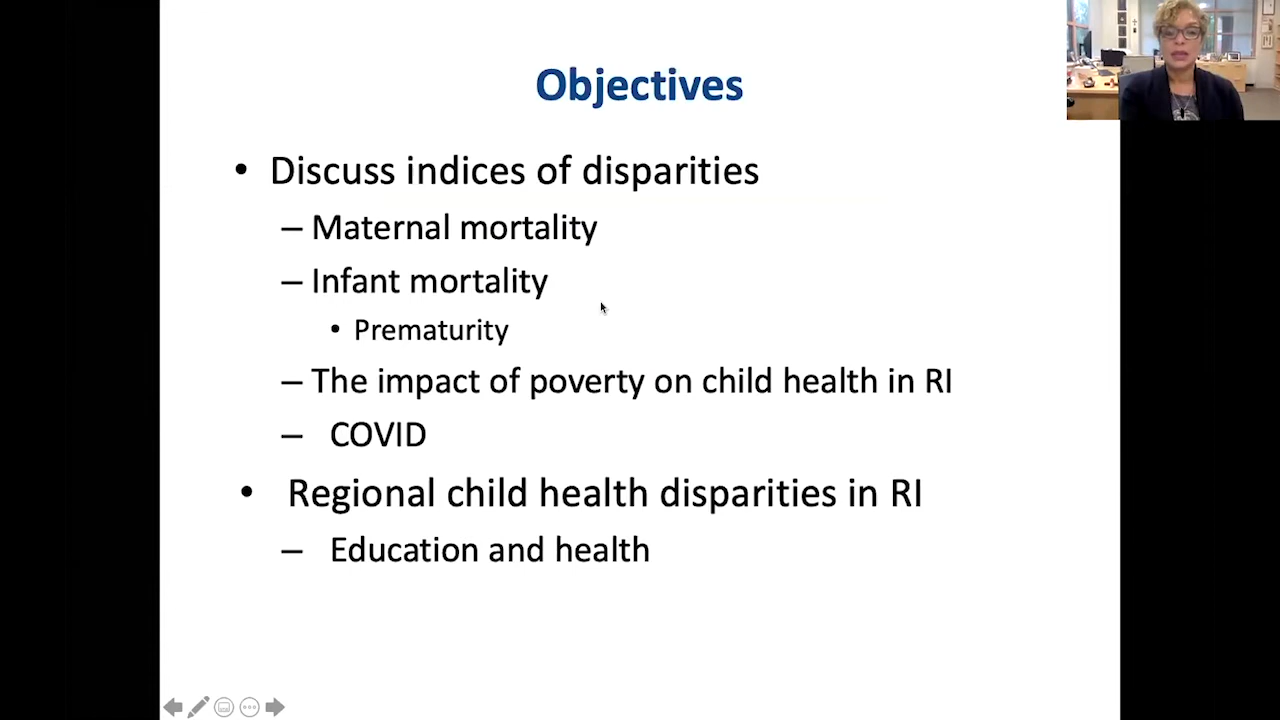 Objectives
• Discuss indices of disparities
– Maternal mortality
– Infant mortality
• Prematurity
– The impact of poverty on child health in RI
– COVID
• Regional child health disparities in RI
– Education and health